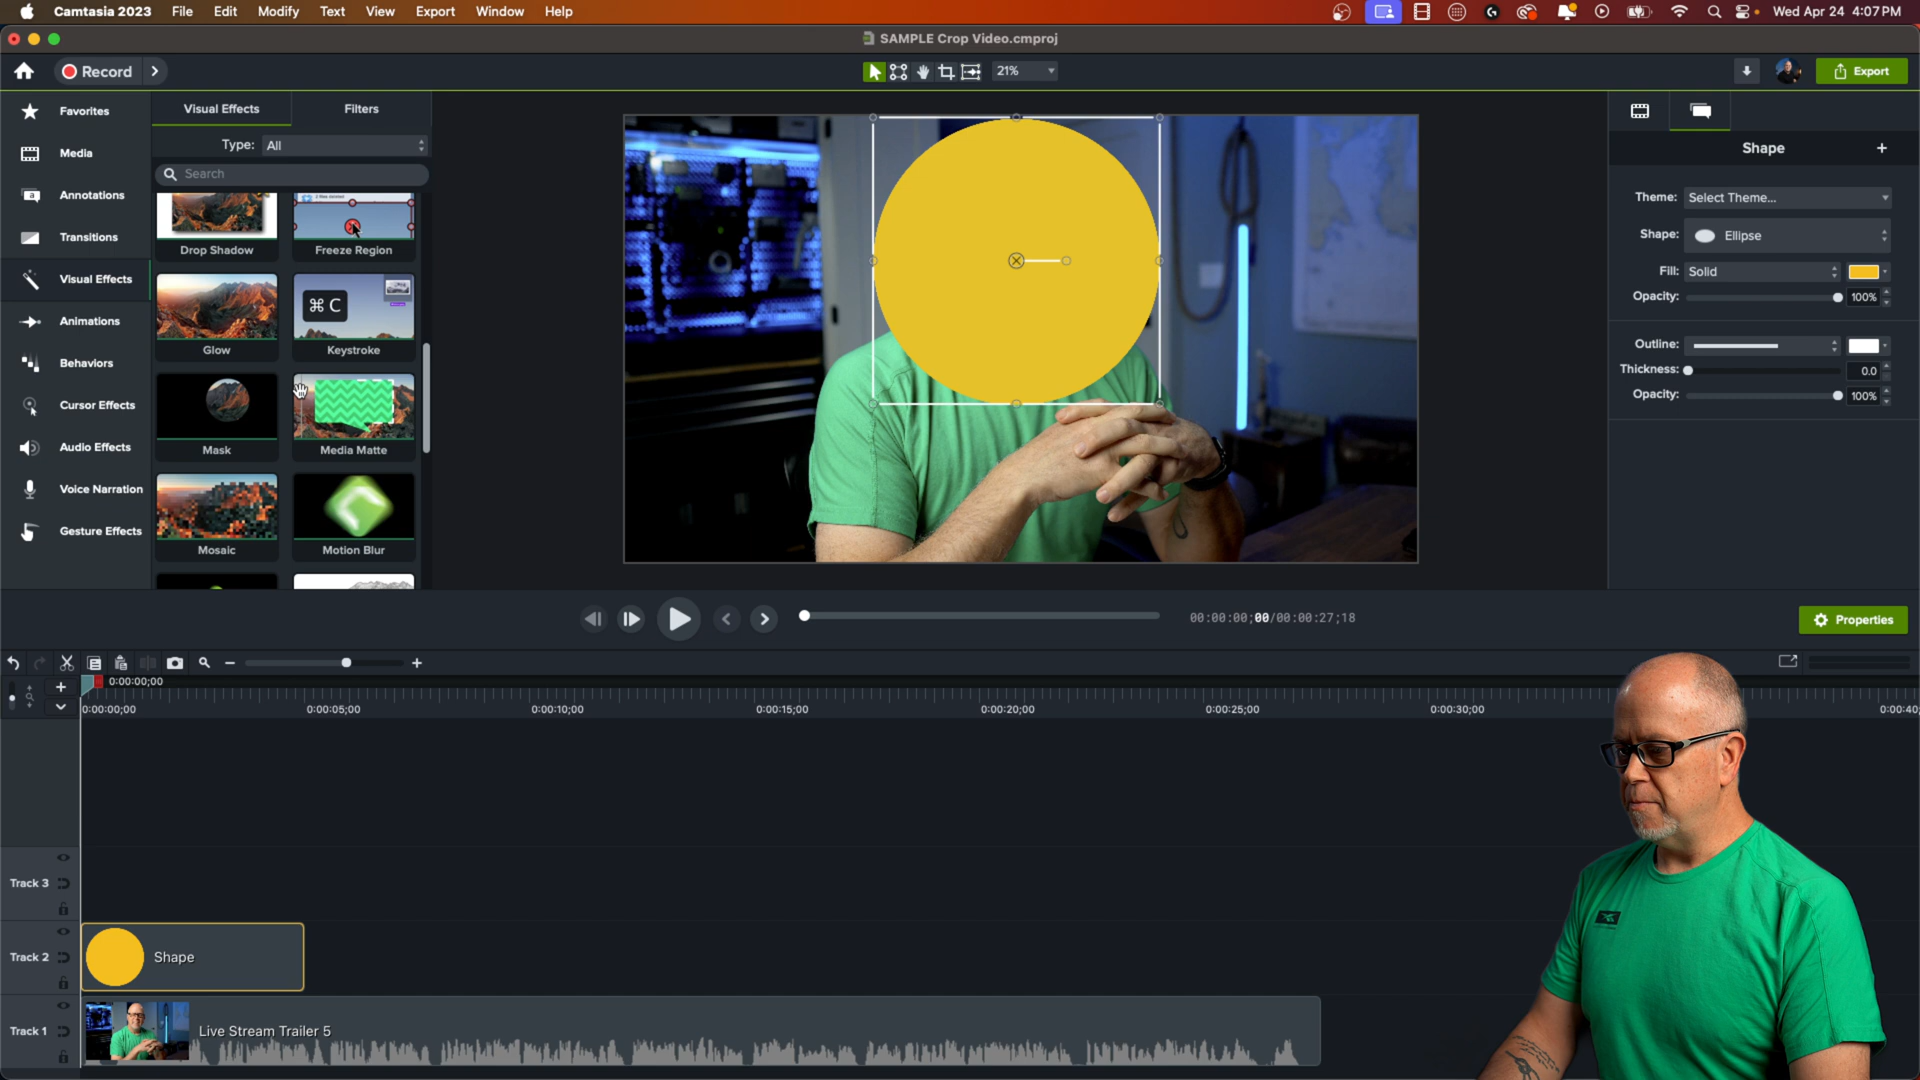 Camtasia 2023 File Edit Modify Text View Export Window Help Wed Apr 24 4:07 PM
SAMPLE Crop Video.cmproj
Record 21% Export
Favorites
Media
Annotations
Transitions
Visual Effects
Animations
Behaviors
Cursor Effects
Audio Effects
Voice Narration
Gesture Effects
Visual Effects Filters
Type: All
Search
Drop Shadow Freeze Region
⌘ C
Glow Keystroke
Mask Media Matte
Mosaic Motion Blur
Shape +
Theme: Select Theme...
Shape: Ellipse
Fill: Solid
Opacity: 100%
Outline:
Thickness: 0.0
Opacity: 100%
00:00:00;00/00:00:27;18
Properties
0:00:00;00
0:00:00;00 0:00:05;00 0:00:10;00 0:00:15;00 0:00:20;00 0:00:25;00 0:00:30;00 0:00:40;
Track 3
Track 2 Shape
Track 1 Live Stream Trailer 5